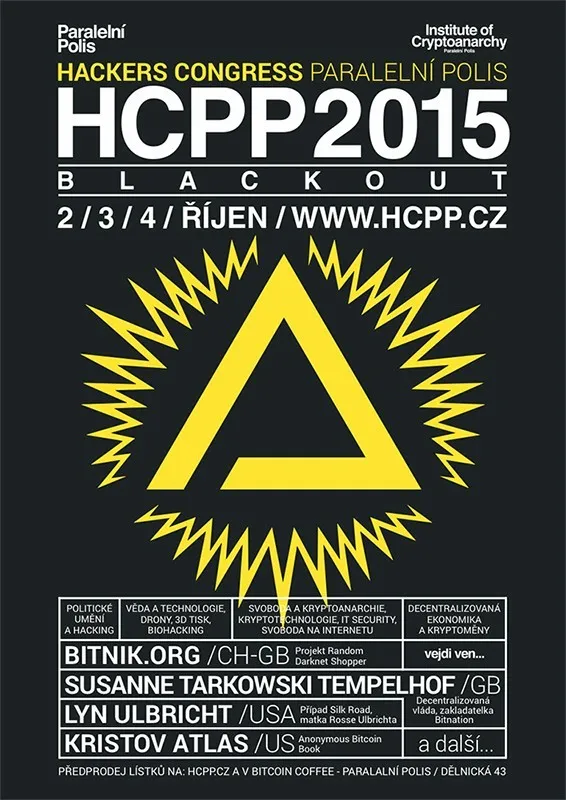 Paralelní
Polis
Institute of
Cryptoanarchy
Paralelní Polis
HACKERS CONGRESS PARALELNÍ POLIS
HCPP2015
BLACKOUT
2 / 3 / 4 / ŘÍJEN / WWW.HCPP.CZ
POLITICKÉ
UMĚNÍ
A HACKING
VĚDA A TECHNOLOGIE,
DRONY, 3D TISK,
BIOHACKING
SVOBODA A KRYPTOANARCHIE,
KRYPTOTECHNOLOGIE, IT SECURITY,
SVOBODA NA INTERNETU
DECENTRALIZOVANÁ
EKONOMIKA
A KRYPTOMĚNY
BITNIK.ORG /CH-GB Projekt Random
Darknet Shopper
vejdi ven...
SUSANNE TARKOWSKI TEMPELHOF /GB
Decentralizovaná
vláda, zakladatelka
Bitnation
LYN ULBRICHT /USA Případ Silk Road,
matka Rosse Ulbrichta
KRISTOV ATLAS /US Anonymous Bitcoin
Book
a další...
PŘEDPRODEJ LÍSTKŮ NA: HCPP.CZ A V BITCOIN COFFEE - PARALALNÍ POLIS / DĚLNICKÁ 43